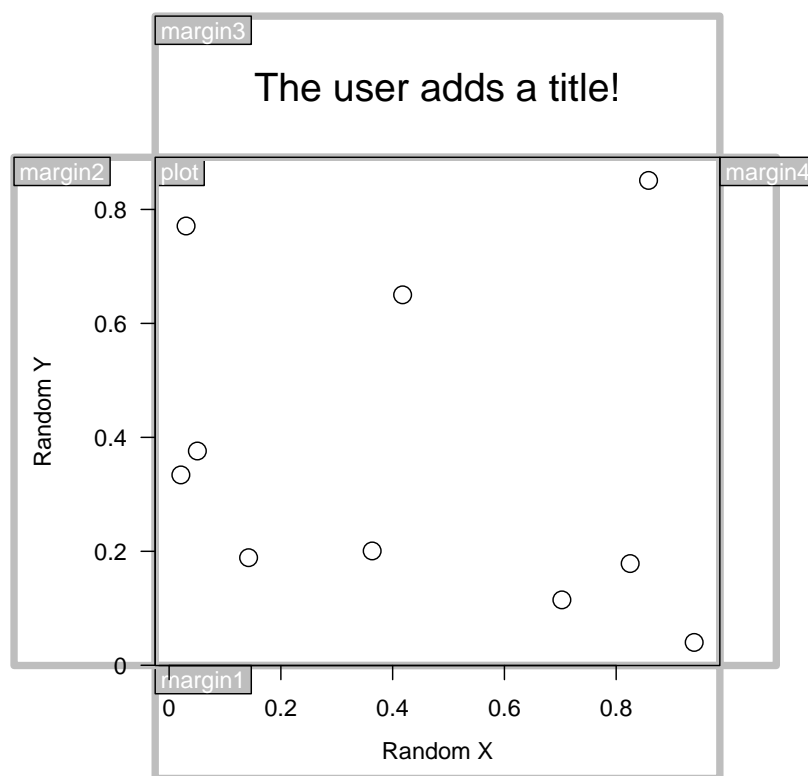 margin3
The user adds a title!
margin2
plot
margin4
0.8
0.6
0.4
0.2
0
Random Y
margin1
0 0.2 0.4 0.6 0.8
Random X